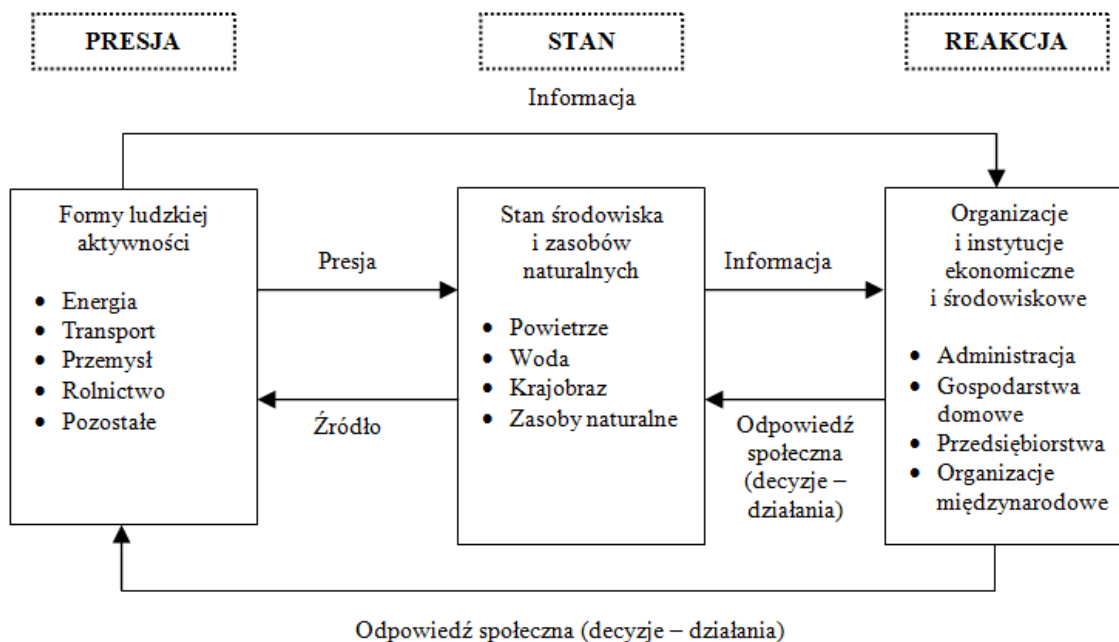 PRESJA
STAN
REAKCJA
Informacja
Formy ludzkiej
aktywności
• Energia
• Transport
• Przemysł
• Rolnictwo
• Pozostałe
Presja
Źródło
Stan środowiska
i zasobów
naturalnych
• Powietrze
• Woda
• Krajobraz
• Zasoby naturalne
Informacja
Odpowiedź
społeczna
(decyzje –
działania)
Organizacje
i instytucje
ekonomiczne
i środowiskowe
• Administracja
• Gospodarstwa
domowe
• Przedsiębiorstwa
• Organizacje
międzynarodowe
Odpowiedź społeczna (decyzje – działania)